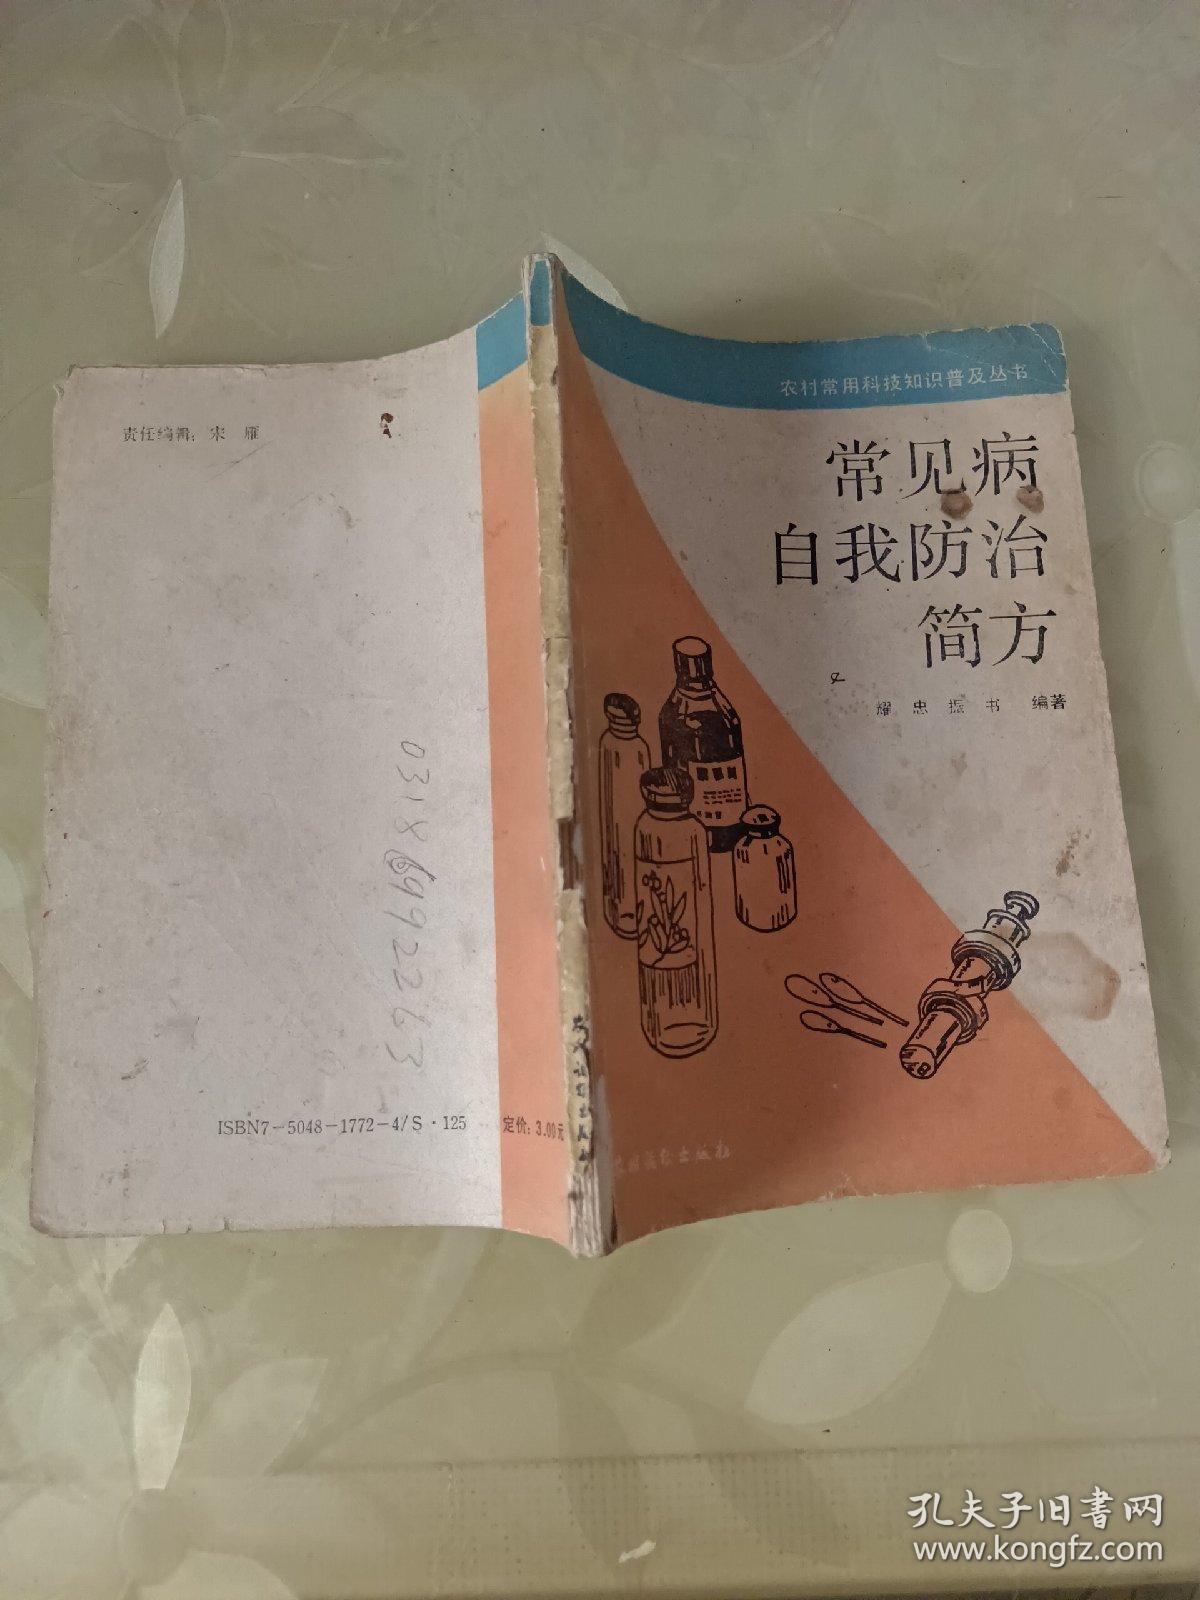 农村常用科技知识普及丛书
常见病
自我防治
简方
耀 忠 振 书 编著
责任编辑：宋 雁
0318 6992263
ISBN7-5048-1772-4/S·125 定价：3.00元
孔夫子旧书网
www.kongfz.com